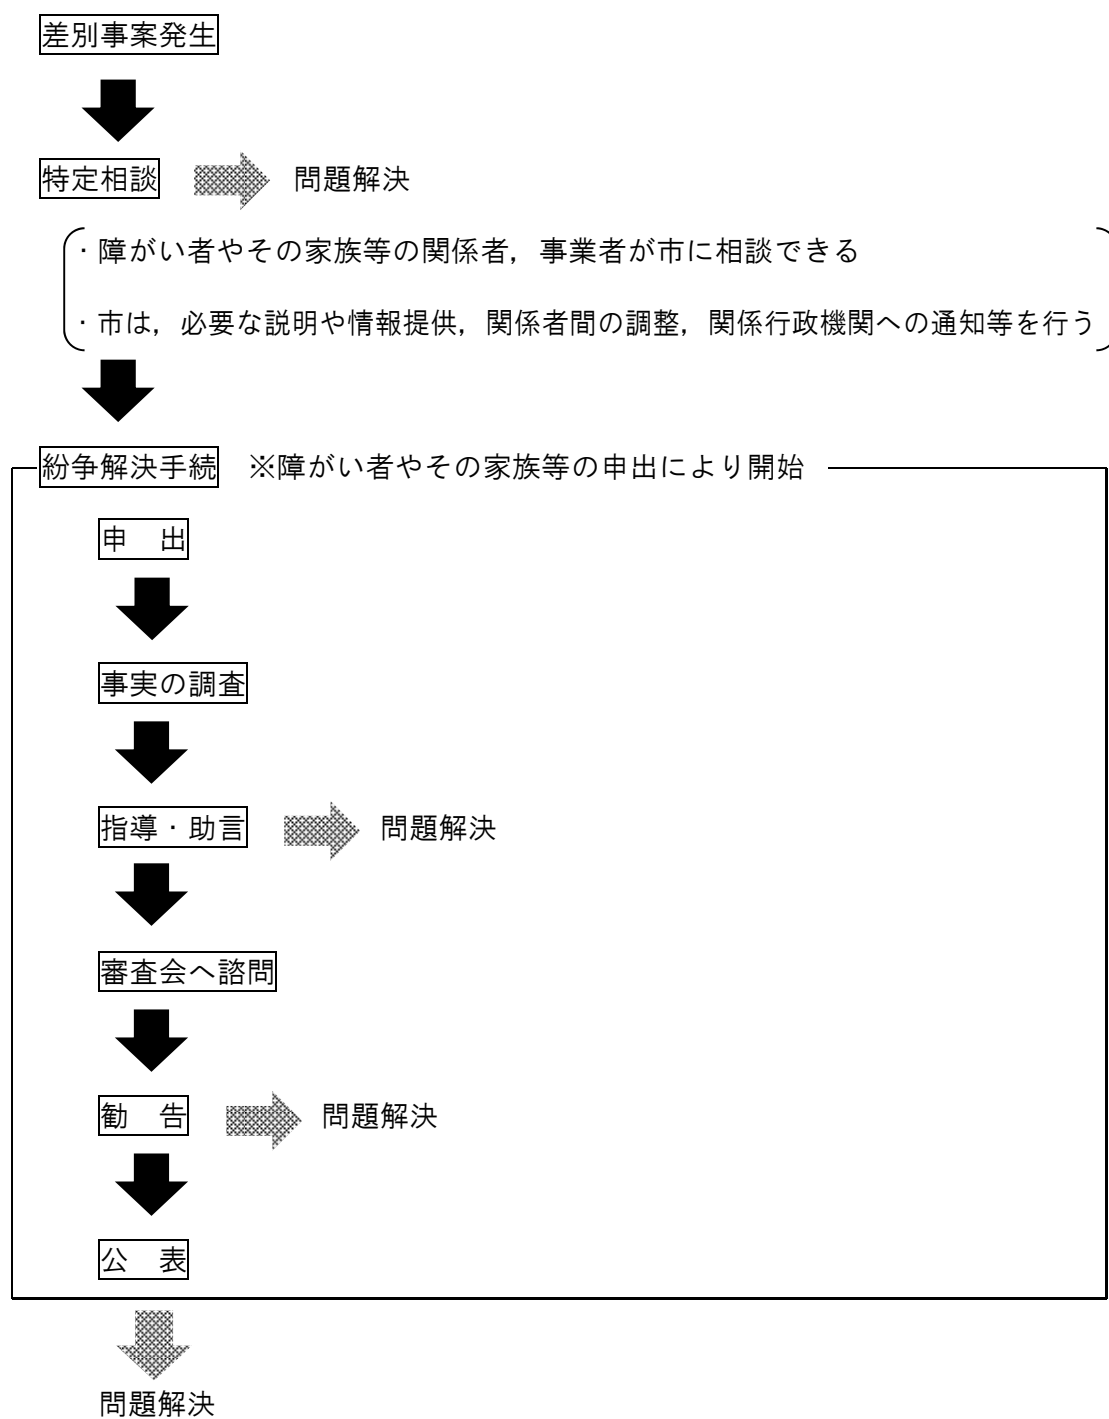 差別事案発生
特定相談　問題解決
・障がい者やその家族等の関係者，事業者が市に相談できる
・市は，必要な説明や情報提供，関係者間の調整，関係行政機関への通知等を行う
紛争解決手続　※障がい者やその家族等の申出により開始
申　出
事実の調査
指導・助言　問題解決
審査会へ諮問
勧　告　問題解決
公　表
問題解決